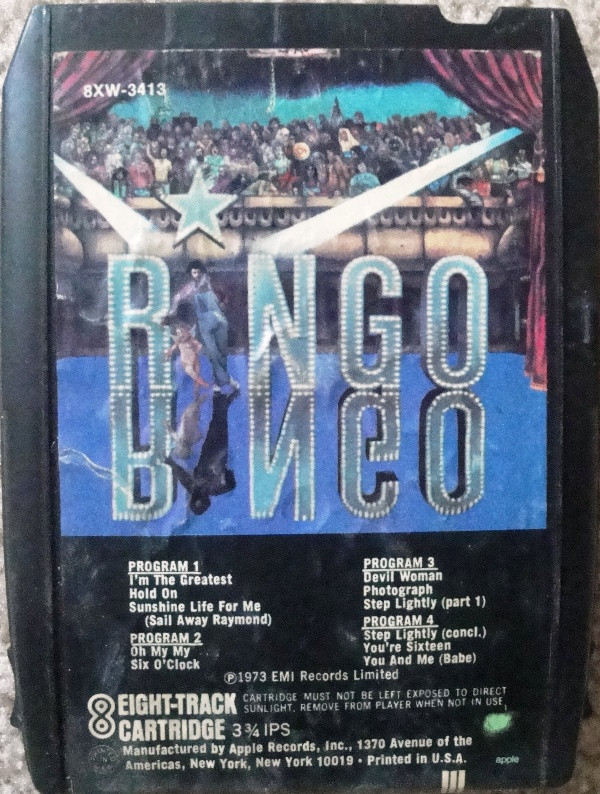 8XW-3413
RINGO
PROGRAM 1
I'm The Greatest
Hold On
Sunshine Life For Me
(Sail Away Raymond)
PROGRAM 2
Oh My My
Six O'Clock
PROGRAM 3
Devil Woman
Photograph
Step Lightly (part 1)
PROGRAM 4
Step Lightly (concl.)
You're Sixteen
You And Me (Babe)
℗1973 EMI Records Limited
8 EIGHT-TRACK
CARTRIDGE 3¾ IPS
CARTRIDGE MUST NOT BE LEFT EXPOSED TO DIRECT
SUNLIGHT. REMOVE FROM PLAYER WHEN NOT IN USE
Manufactured by Apple Records, Inc., 1370 Avenue of the
Americas, New York, New York 10019 • Printed in U.S.A.
apple